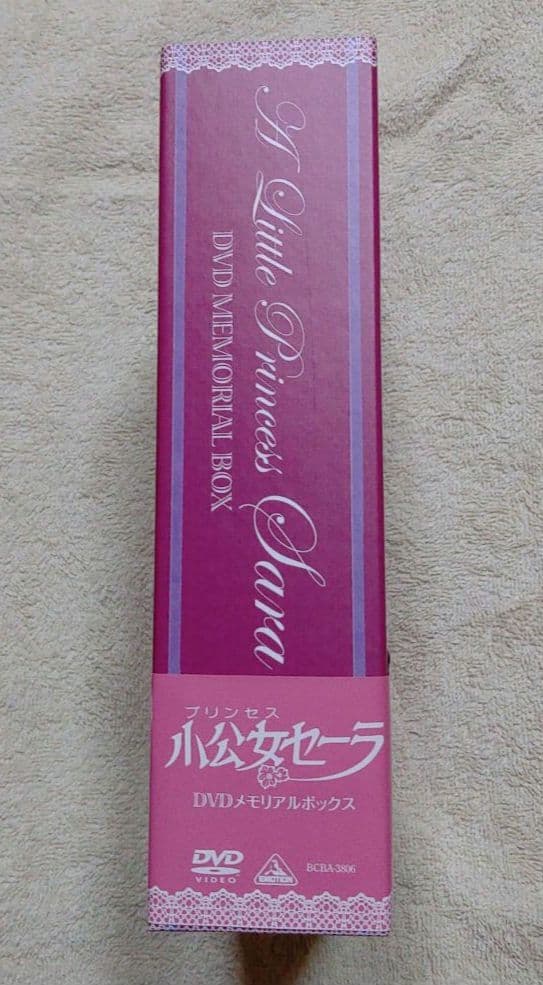 A Little Princess Sara
DVD MEMORIAL BOX
プリンセス
小公女セーラ
DVDメモリアルボックス
DVD
VIDEO
EMOTION
BCBA-3806